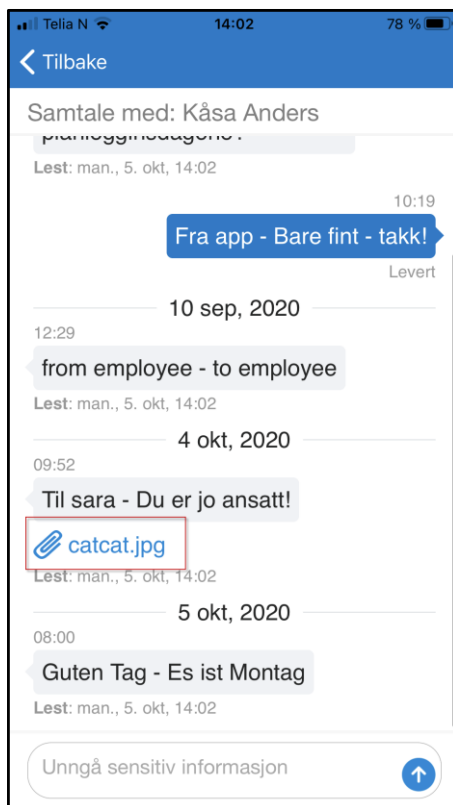 Telia N 14:02 78 %
Tilbake
Samtale med: Kåsa Anders
Lest: man., 5. okt, 14:02
10:19
Fra app - Bare fint - takk!
Levert
10 sep, 2020
12:29
from employee - to employee
Lest: man., 5. okt, 14:02
4 okt, 2020
09:52
Til sara - Du er jo ansatt!
catcat.jpg
Lest: man., 5. okt, 14:02
5 okt, 2020
08:00
Guten Tag - Es ist Montag
Lest: man., 5. okt, 14:02
Unngå sensitiv informasjon